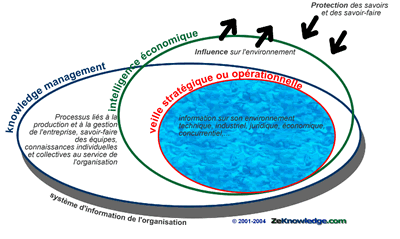 Protection des savoirs
et des savoir-faire
Influence sur l'environnement
intelligence économique
knowledge management
veille stratégique ou opérationnelle
Processus liés à la
production et à la gestion
de l'entreprise, savoir-faire
des équipes,
connaissances individuelles
et collectives au service de
l'organisation
information sur son environnement
technique, industriel, juridique, économique,
concurrentiel...
système d'information de l'organisation
© 2001-2004 ZeKnowledge.com